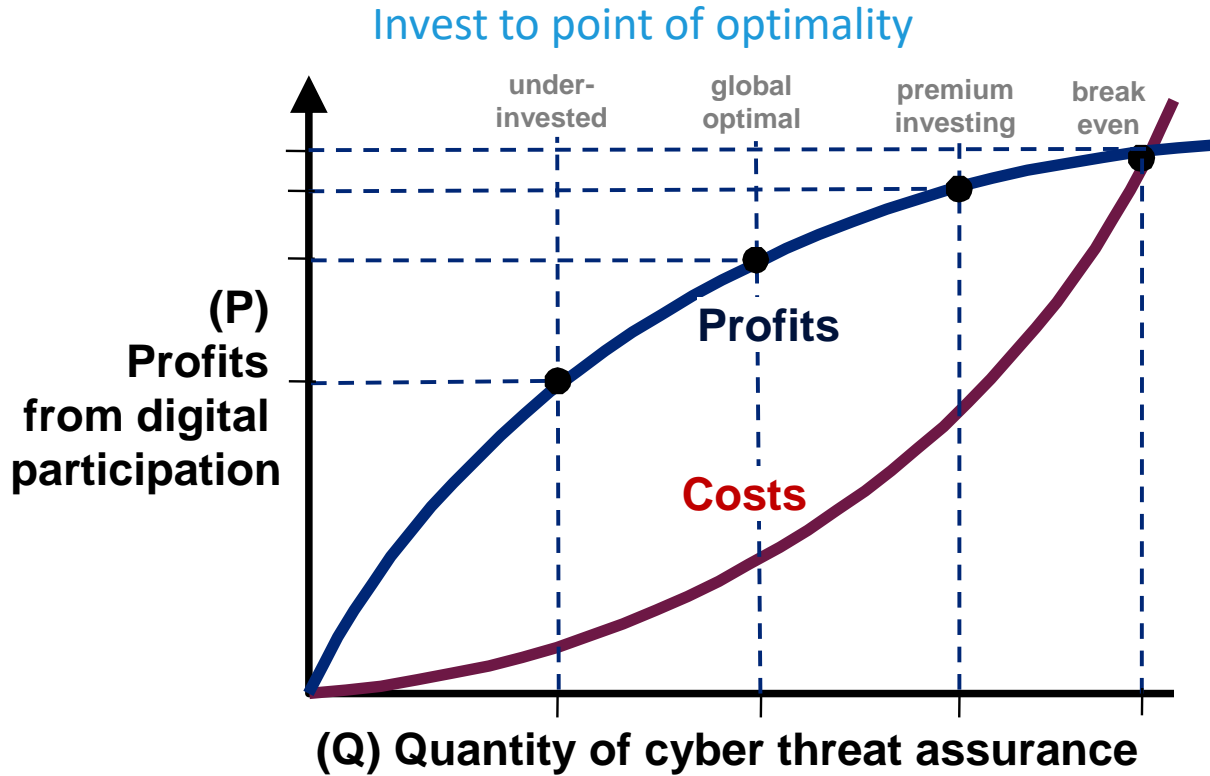 Invest to point of optimality
under-
invested
global
optimal
premium
investing
break
even
(P)
Profits
from digital
participation
Profits
Costs
(Q) Quantity of cyber threat assurance